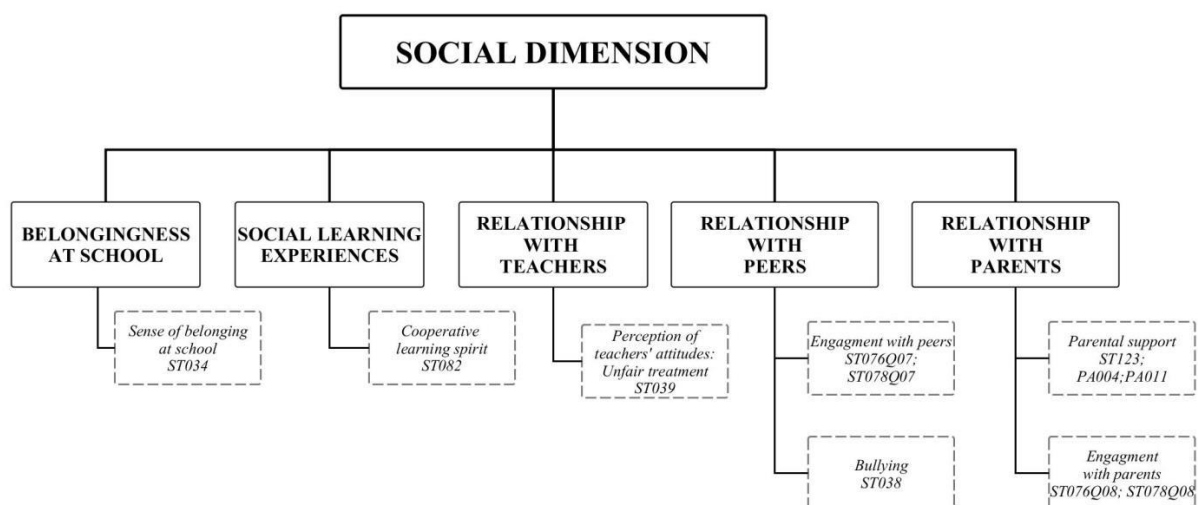 SOCIAL DIMENSION
BELONGINGNESS
AT SCHOOL
SOCIAL LEARNING
EXPERIENCES
RELATIONSHIP
WITH
TEACHERS
RELATIONSHIP
WITH
PEERS
RELATIONSHIP
WITH
PARENTS
Sense of belonging
at school
ST034
Cooperative
learning spirit
ST082
Perception of
teachers' attitudes:
Unfair treatment
ST039
Engagment with peers
ST076Q07;
ST078Q07
Parental support
ST123;
PA004;PA011
Bullying
ST038
Engagment
with parents
ST076Q08; ST078Q08